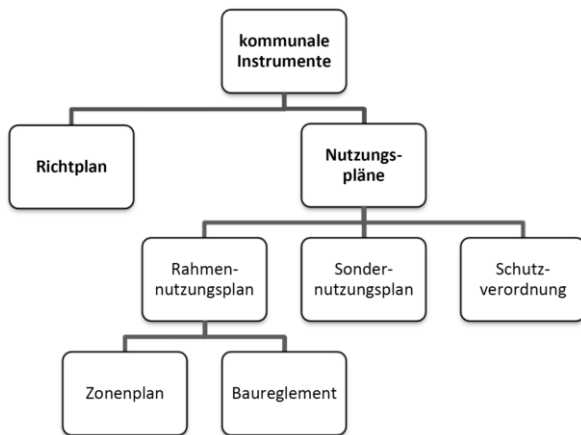 kommunale
Instrumente
Richtplan
Nutzungs-
pläne
Rahmen-
nutzungsplan
Sonder-
nutzungsplan
Schutz-
verordnung
Zonenplan
Baureglement